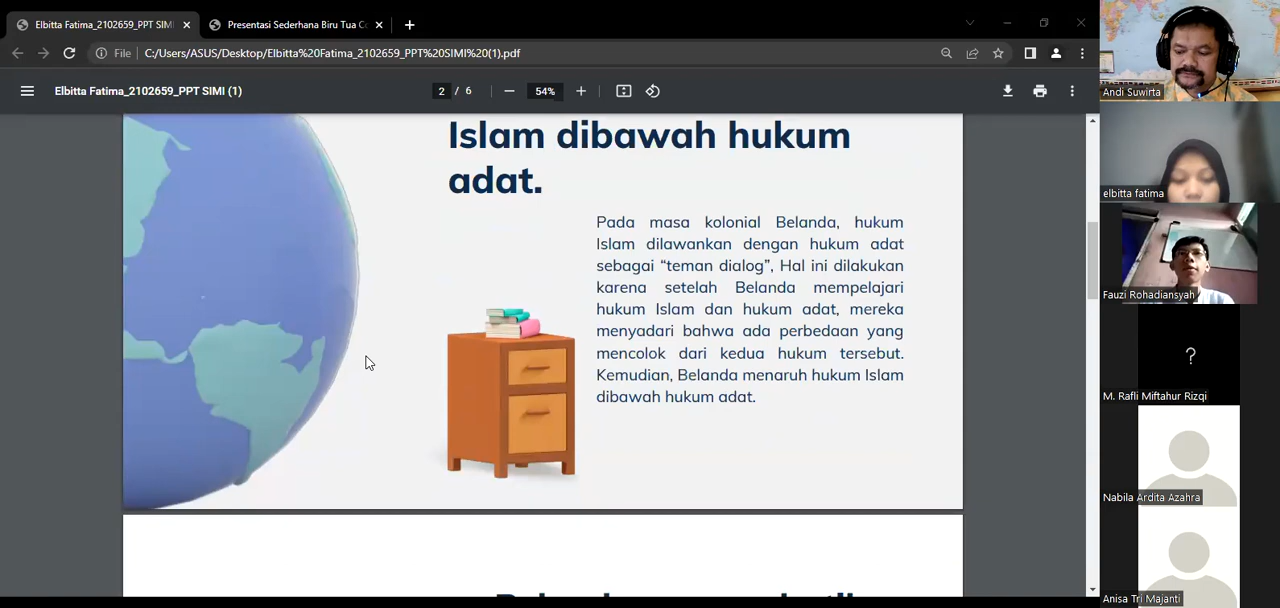 Elbitta Fatima_2102659_PPT SIMI
Presentasi Sederhana Biru Tua Co
File
C:/Users/ASUS/Desktop/Elbitta%20Fatima_2102659_PPT%20SIMI%20(1).pdf
Elbitta Fatima_2102659_PPT SIMI (1)
2 / 6
54%
Islam dibawah hukum
adat.
Pada masa kolonial Belanda, hukum
Islam dilawankan dengan hukum adat
sebagai “teman dialog”, Hal ini dilakukan
karena setelah Belanda mempelajari
hukum Islam dan hukum adat, mereka
menyadari bahwa ada perbedaan yang
mencolok dari kedua hukum tersebut.
Kemudian, Belanda menaruh hukum Islam
dibawah hukum adat.
Andi Suwirta
elbitta fatima
Fauzi Rohadiansyah
?
M. Rafli Miftahur Rizqi
Nabila Ardita Azahra
Anisa Tri Majanti